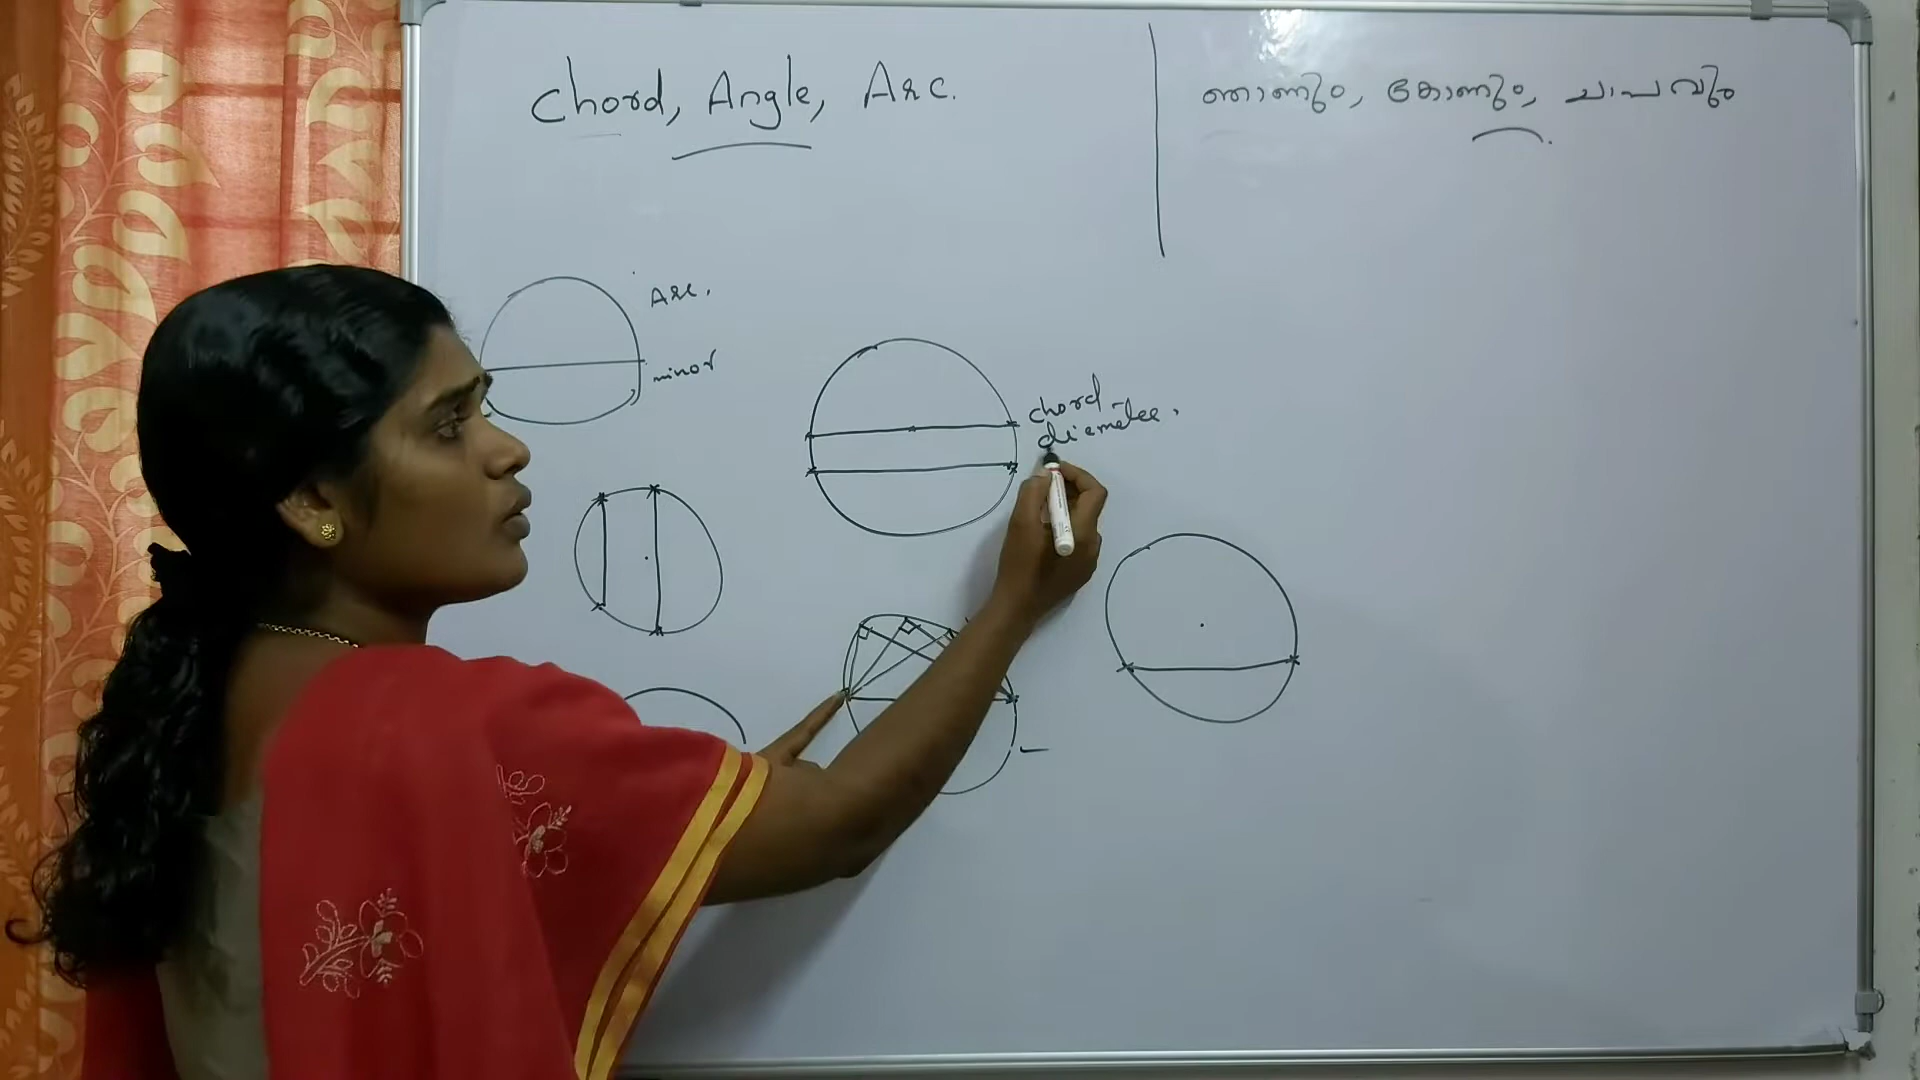 chord, Angle, Arc.
ഞാണും, കോണും, ചാപവും
Arc.
minor
chord -
diameter.